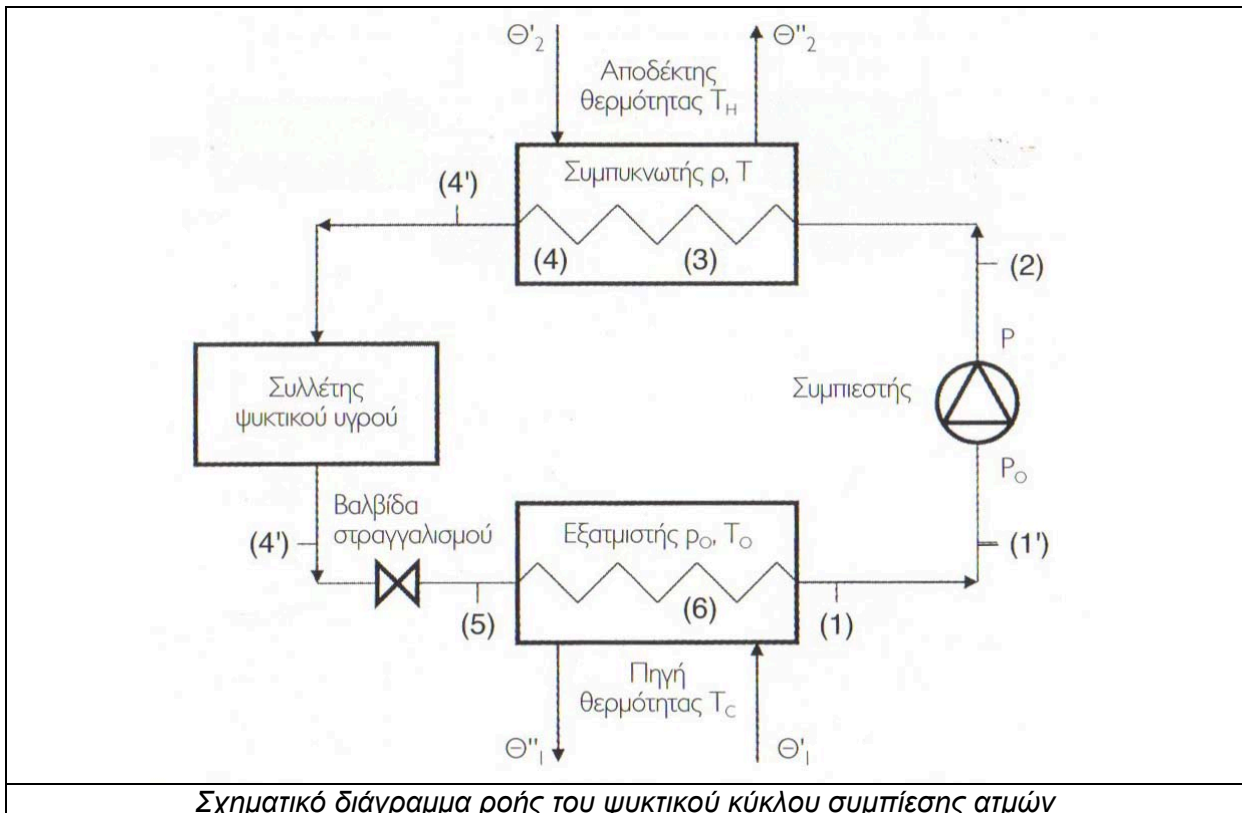 Θ'2
Θ"2
Αποδέκτης
θερμότητας TH
Συμπυκνωτής p, T
(4')
(4)
(3)
(2)
P
Συλλέτης
ψυκτικού υγρού
Συμπιεστής
PO
Βαλβίδα
στραγγαλισμού
(4')
Εξατμιστής pO, TO
(1')
(5)
(6)
(1)
Πηγή
θερμότητας TC
Θ"1
Θ'1
Σχηματικό διάγραμμα ροής του ψυκτικού κύκλου συμπίεσης ατμών